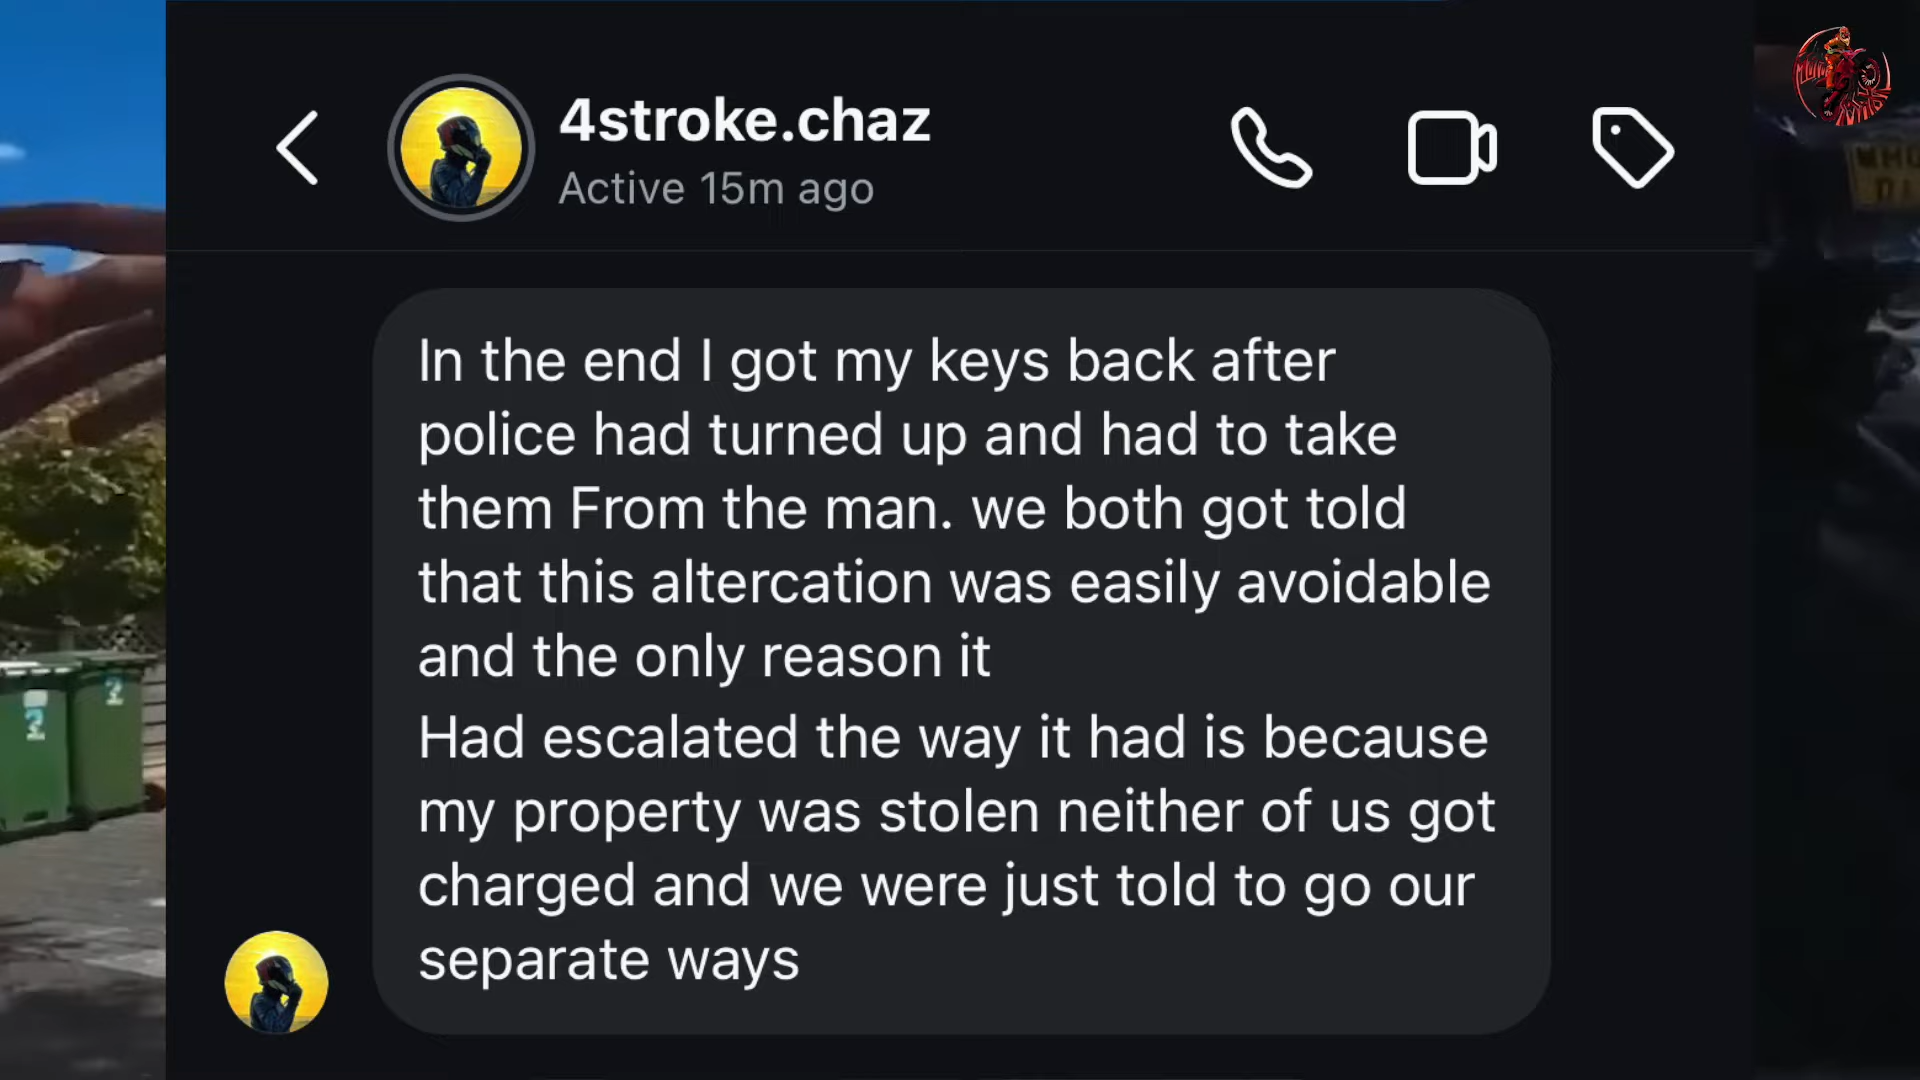 4stroke.chaz
Active 15m ago
In the end I got my keys back after
police had turned up and had to take
them From the man. we both got told
that this altercation was easily avoidable
and the only reason it
Had escalated the way it had is because
my property was stolen neither of us got
charged and we were just told to go our
separate ways